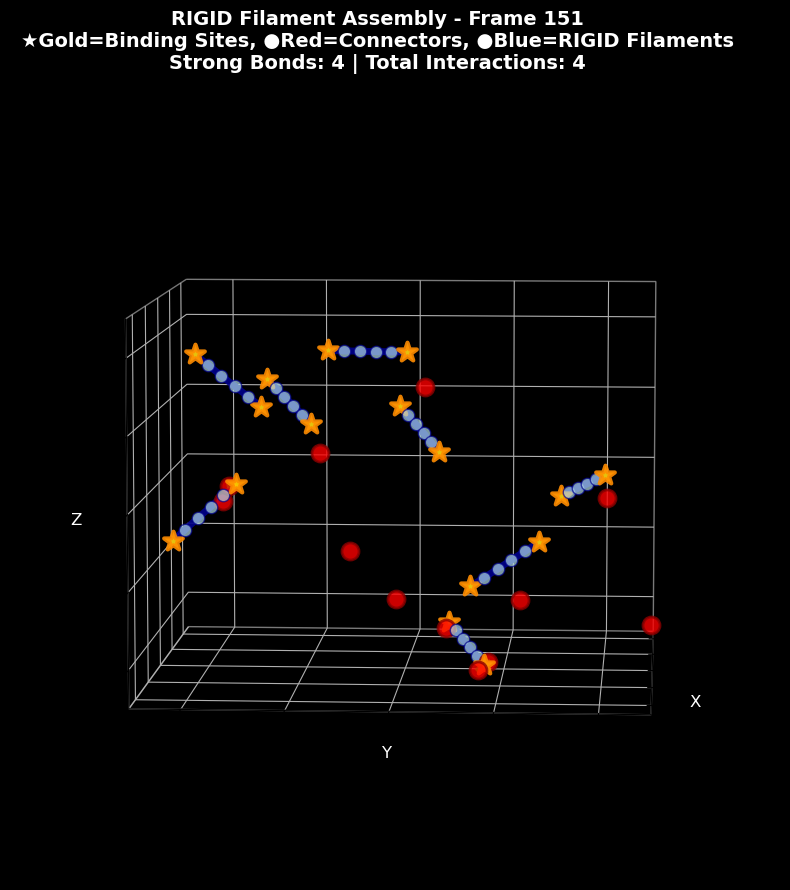 RIGID Filament Assembly - Frame 151
★Gold=Binding Sites, ●Red=Connectors, ●Blue=RIGID Filaments
Strong Bonds: 4 | Total Interactions: 4
Z
X
Y